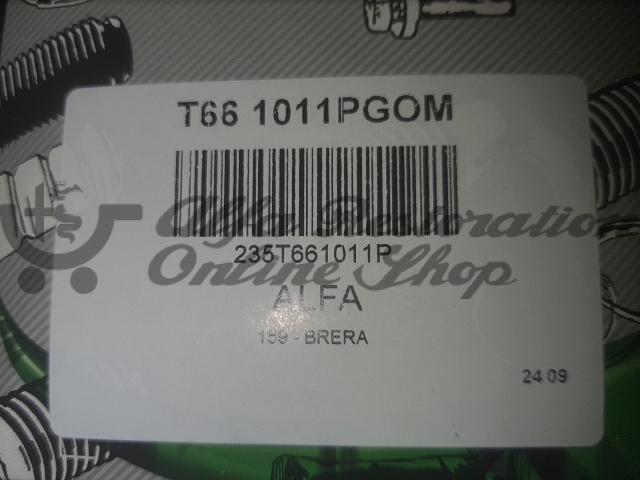 T66 1011PGOM
235T661011P
Alfa Restoration
Online Shop
ALFA
159 - BRERA
24 09